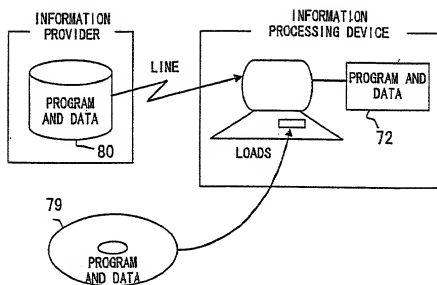 INFORMATION
PROVIDER
PROGRAM
AND DATA
80
LINE
INFORMATION
PROCESSING DEVICE
PROGRAM AND
DATA
72
LOADS
79
PROGRAM
AND DATA